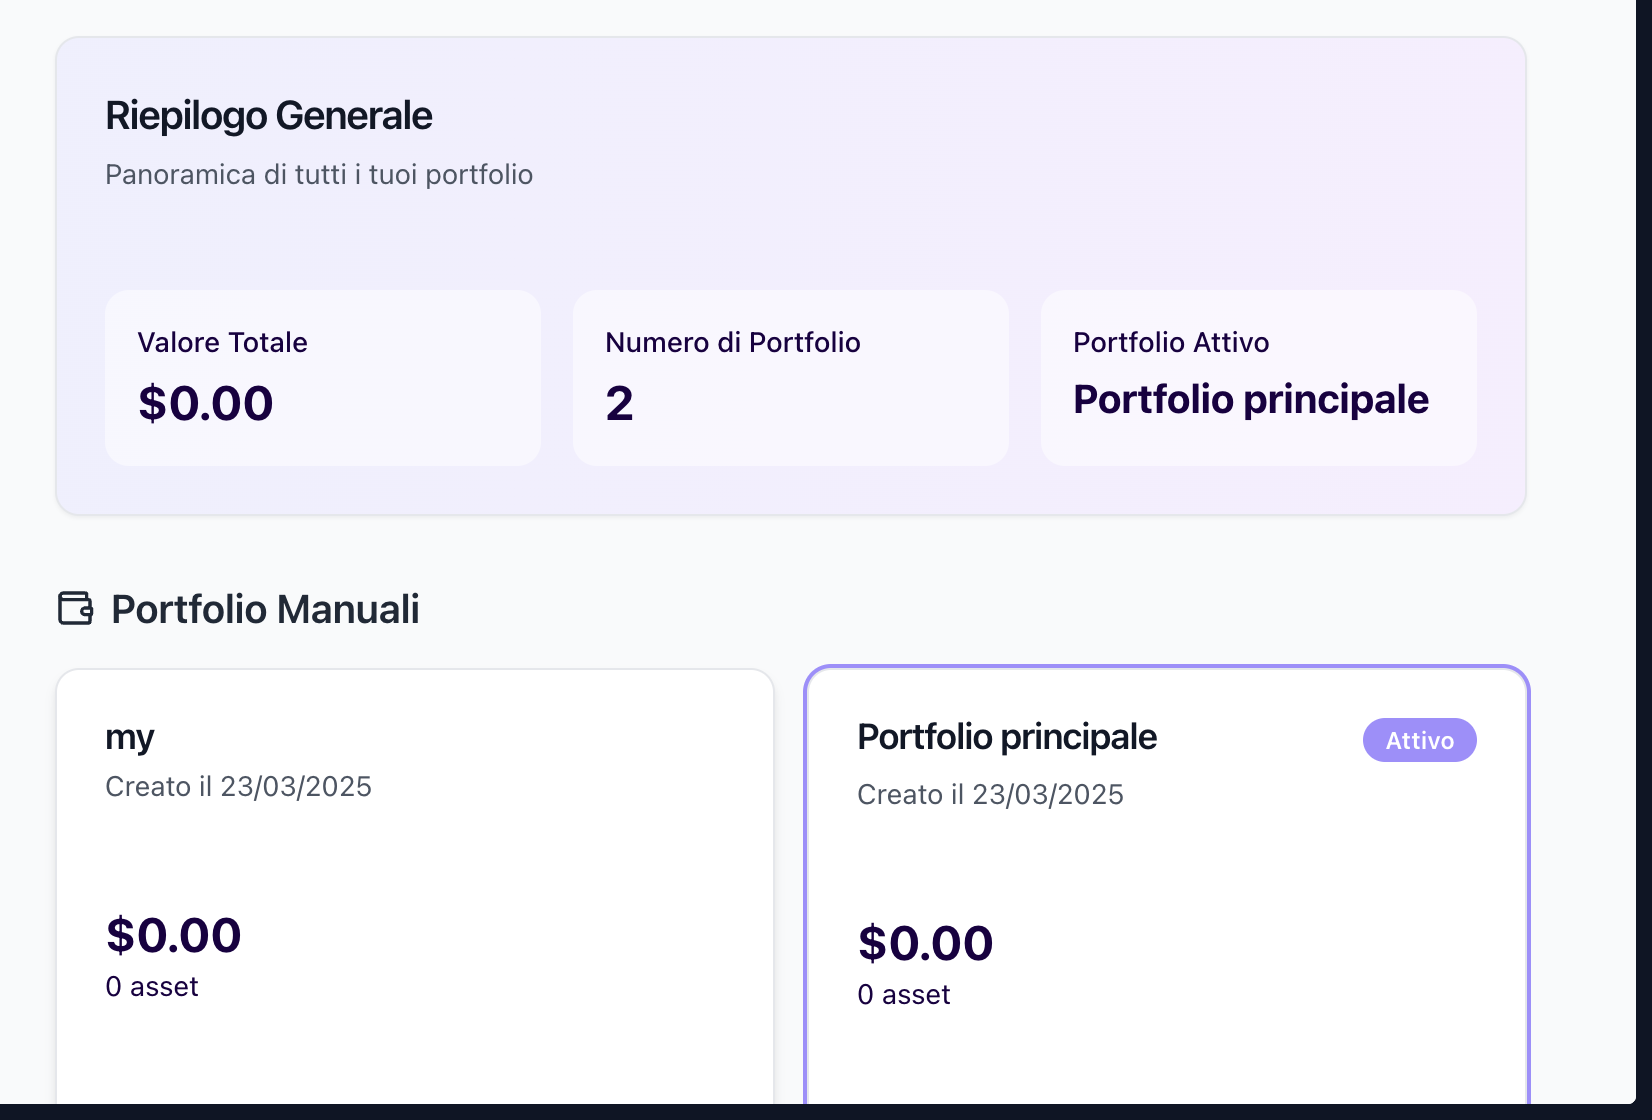 Riepilogo Generale
Panoramica di tutti i tuoi portfolio
Valore Totale
$0.00
Numero di Portfolio
2
Portfolio Attivo
Portfolio principale
Portfolio Manuali
my
Creato il 23/03/2025
$0.00
0 asset
Portfolio principale
Attivo
Creato il 23/03/2025
$0.00
0 asset